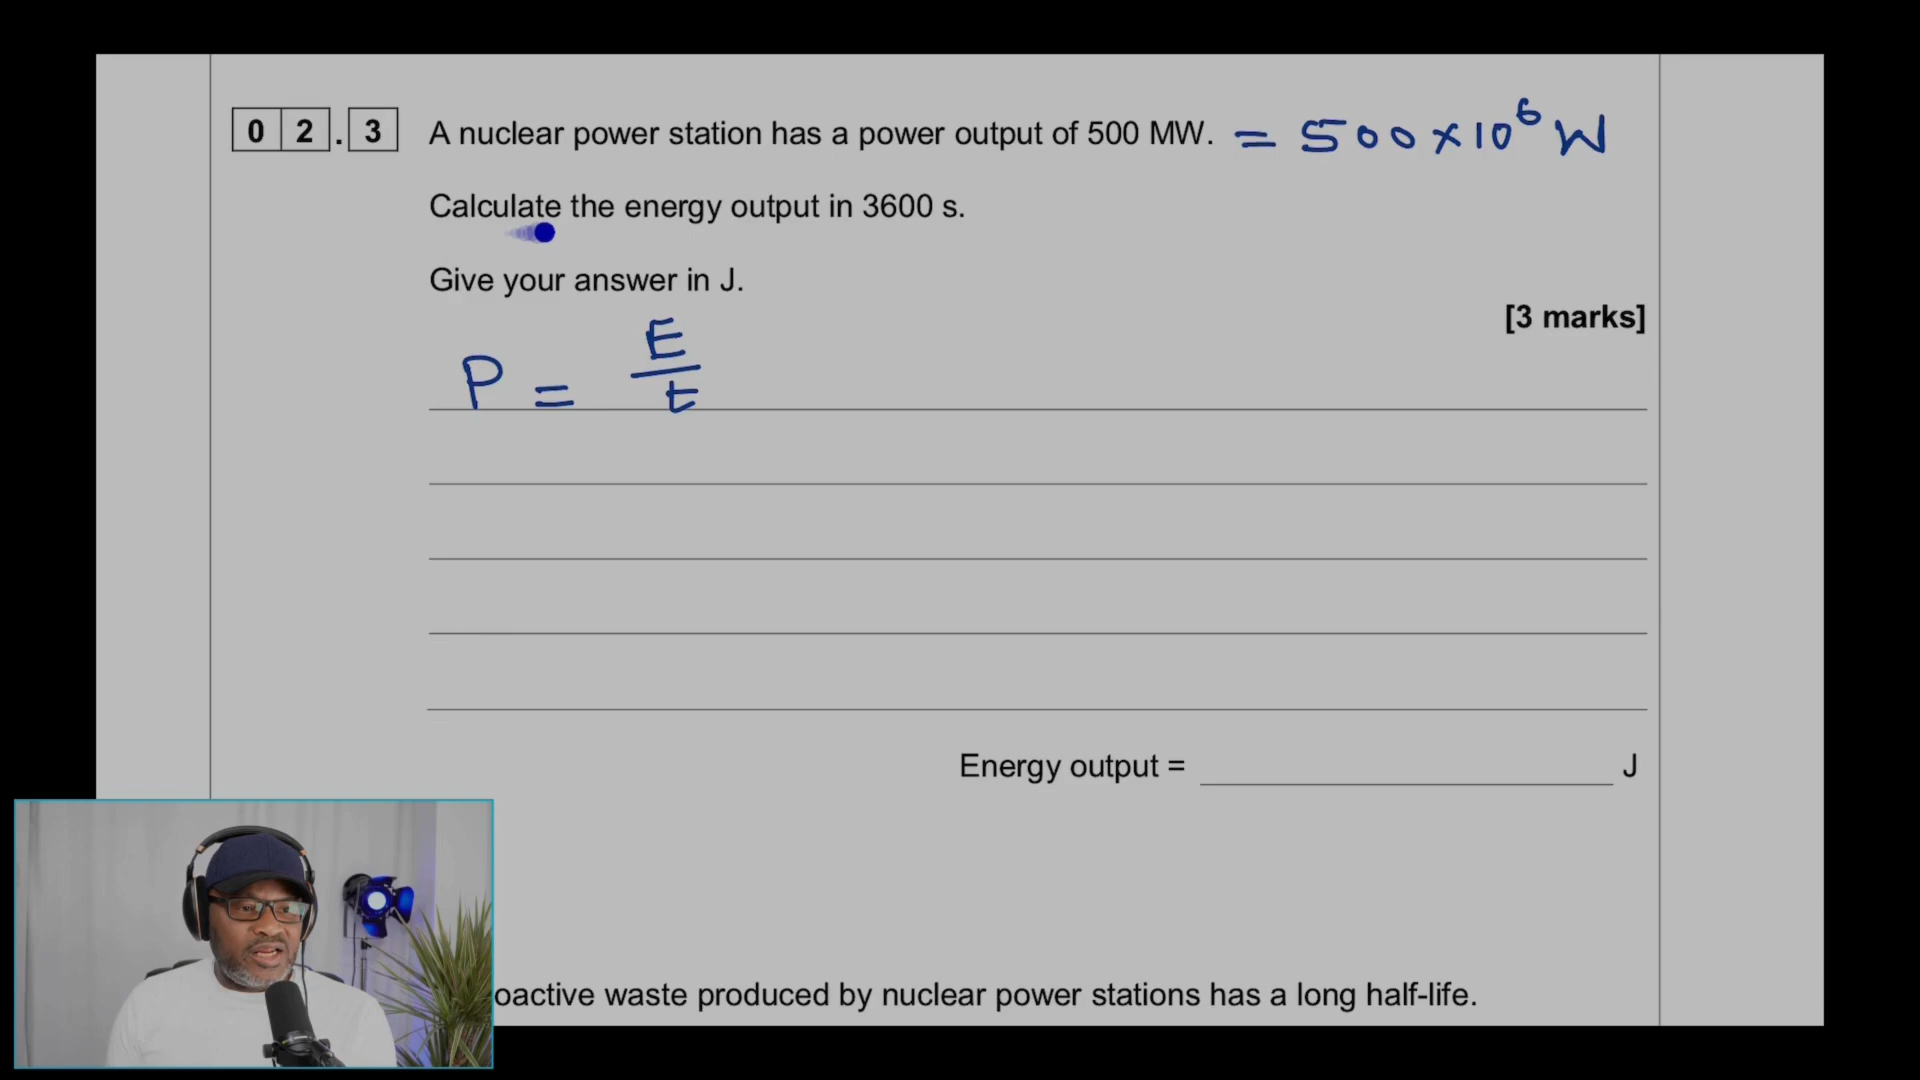 0 2 . 3 A nuclear power station has a power output of 500 MW. = 500 × 10⁶ W
Calculate the energy output in 3600 s.
Give your answer in J.
[3 marks]
P = E/t
Energy output = J
oactive waste produced by nuclear power stations has a long half-life.